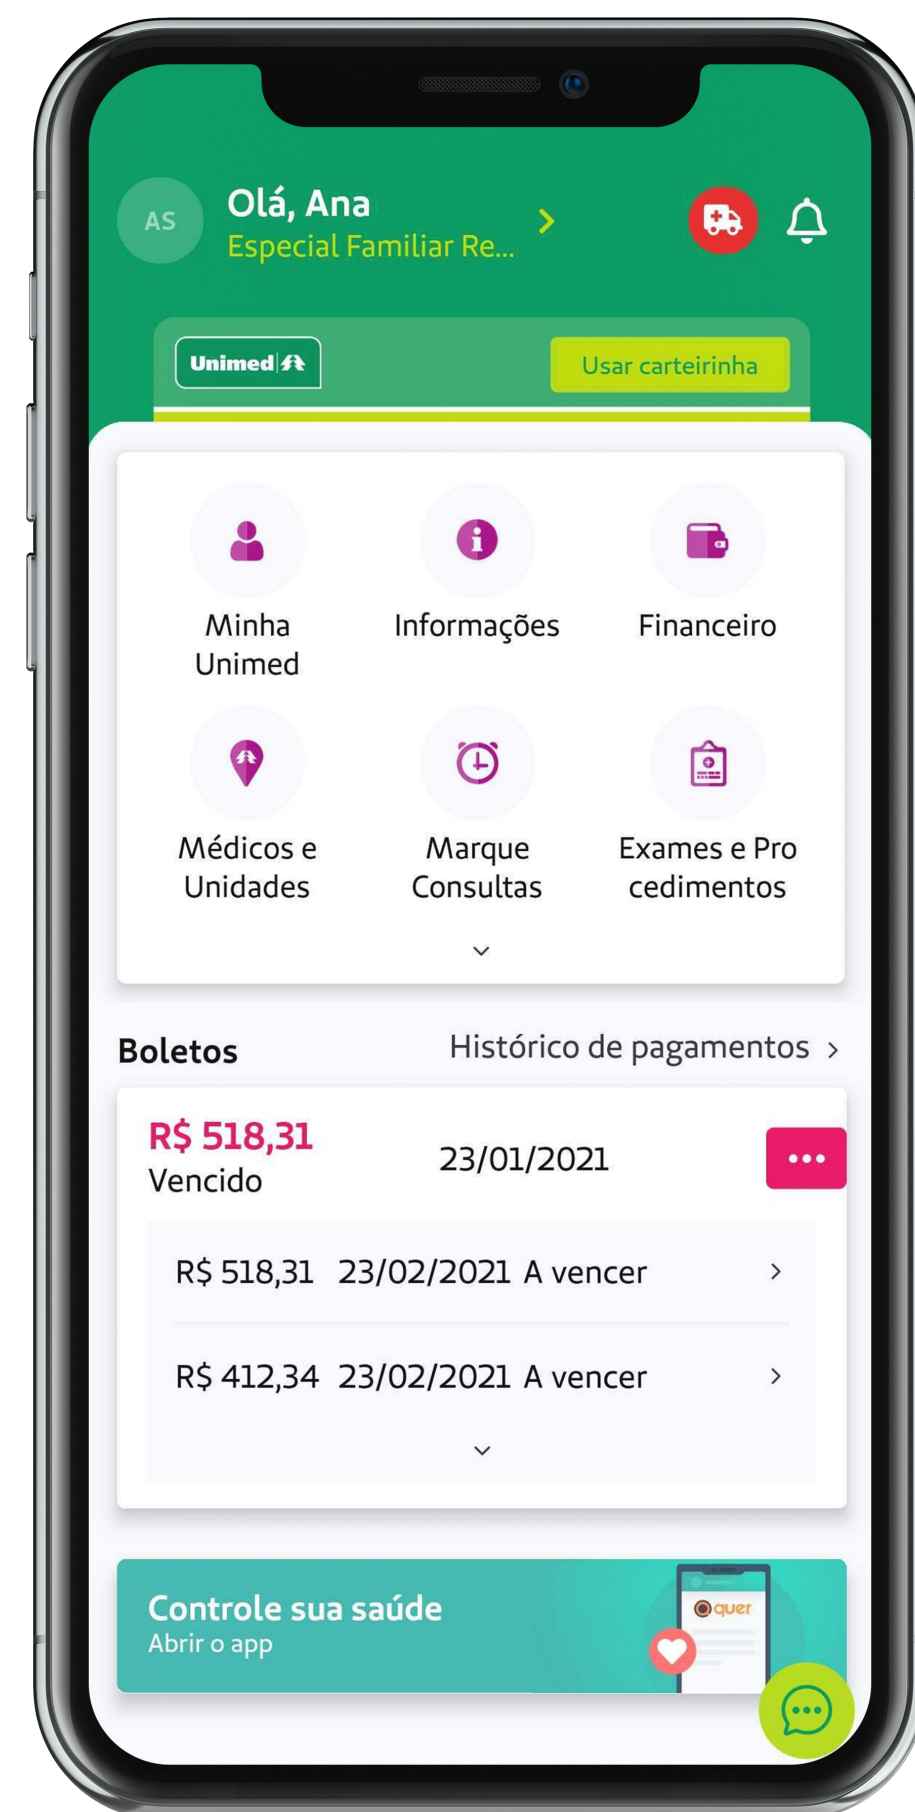 AS
Olá, Ana
Especial Familiar Re...
Unimed
Usar carteirinha
Minha
Unimed
Informações
Financeiro
Médicos e
Unidades
Marque
Consultas
Exames e Pro
cedimentos
Boletos
Histórico de pagamentos
R$ 518,31
Vencido
23/01/2021
R$ 518,31 23/02/2021 A vencer
R$ 412,34 23/02/2021 A vencer
Controle sua saúde
Abrir o app
quer